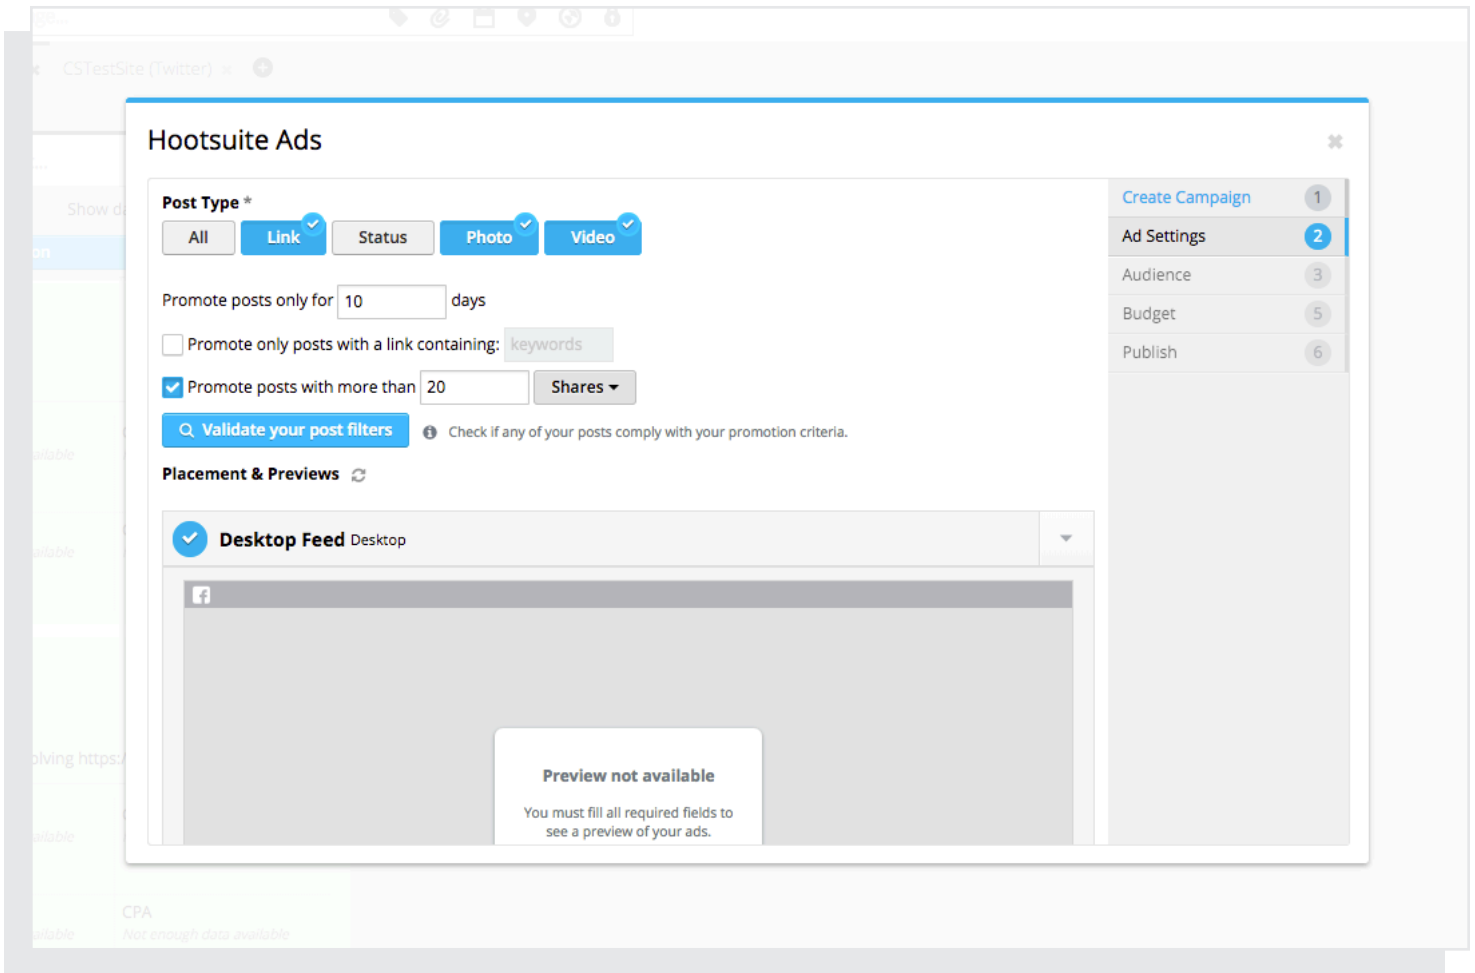 CSTestSite (Twitter)
Hootsuite Ads
Post Type *
All
Link
Status
Photo
Video
Promote posts only for 10 days
Promote only posts with a link containing: keywords
Promote posts with more than 20 Shares
Validate your post filters
Check if any of your posts comply with your promotion criteria.
Placement & Previews
Desktop Feed Desktop
Preview not available
You must fill all required fields to
see a preview of your ads.
Create Campaign 1
Ad Settings 2
Audience 3
Budget 5
Publish 6
Show
https:/
CPA
Not enough data available